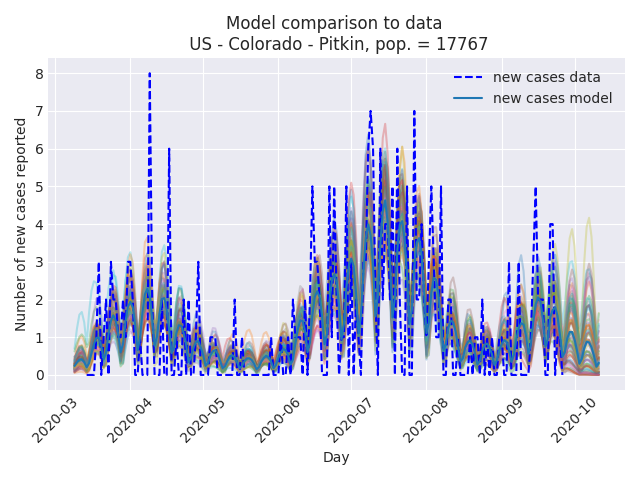 Model comparison to data
US - Colorado - Pitkin, pop. = 17767
new cases data
new cases model
Number of new cases reported
8
7
6
5
4
3
2
1
0
2020-03
2020-04
2020-05
2020-06
2020-07
2020-08
2020-09
2020-10
Day